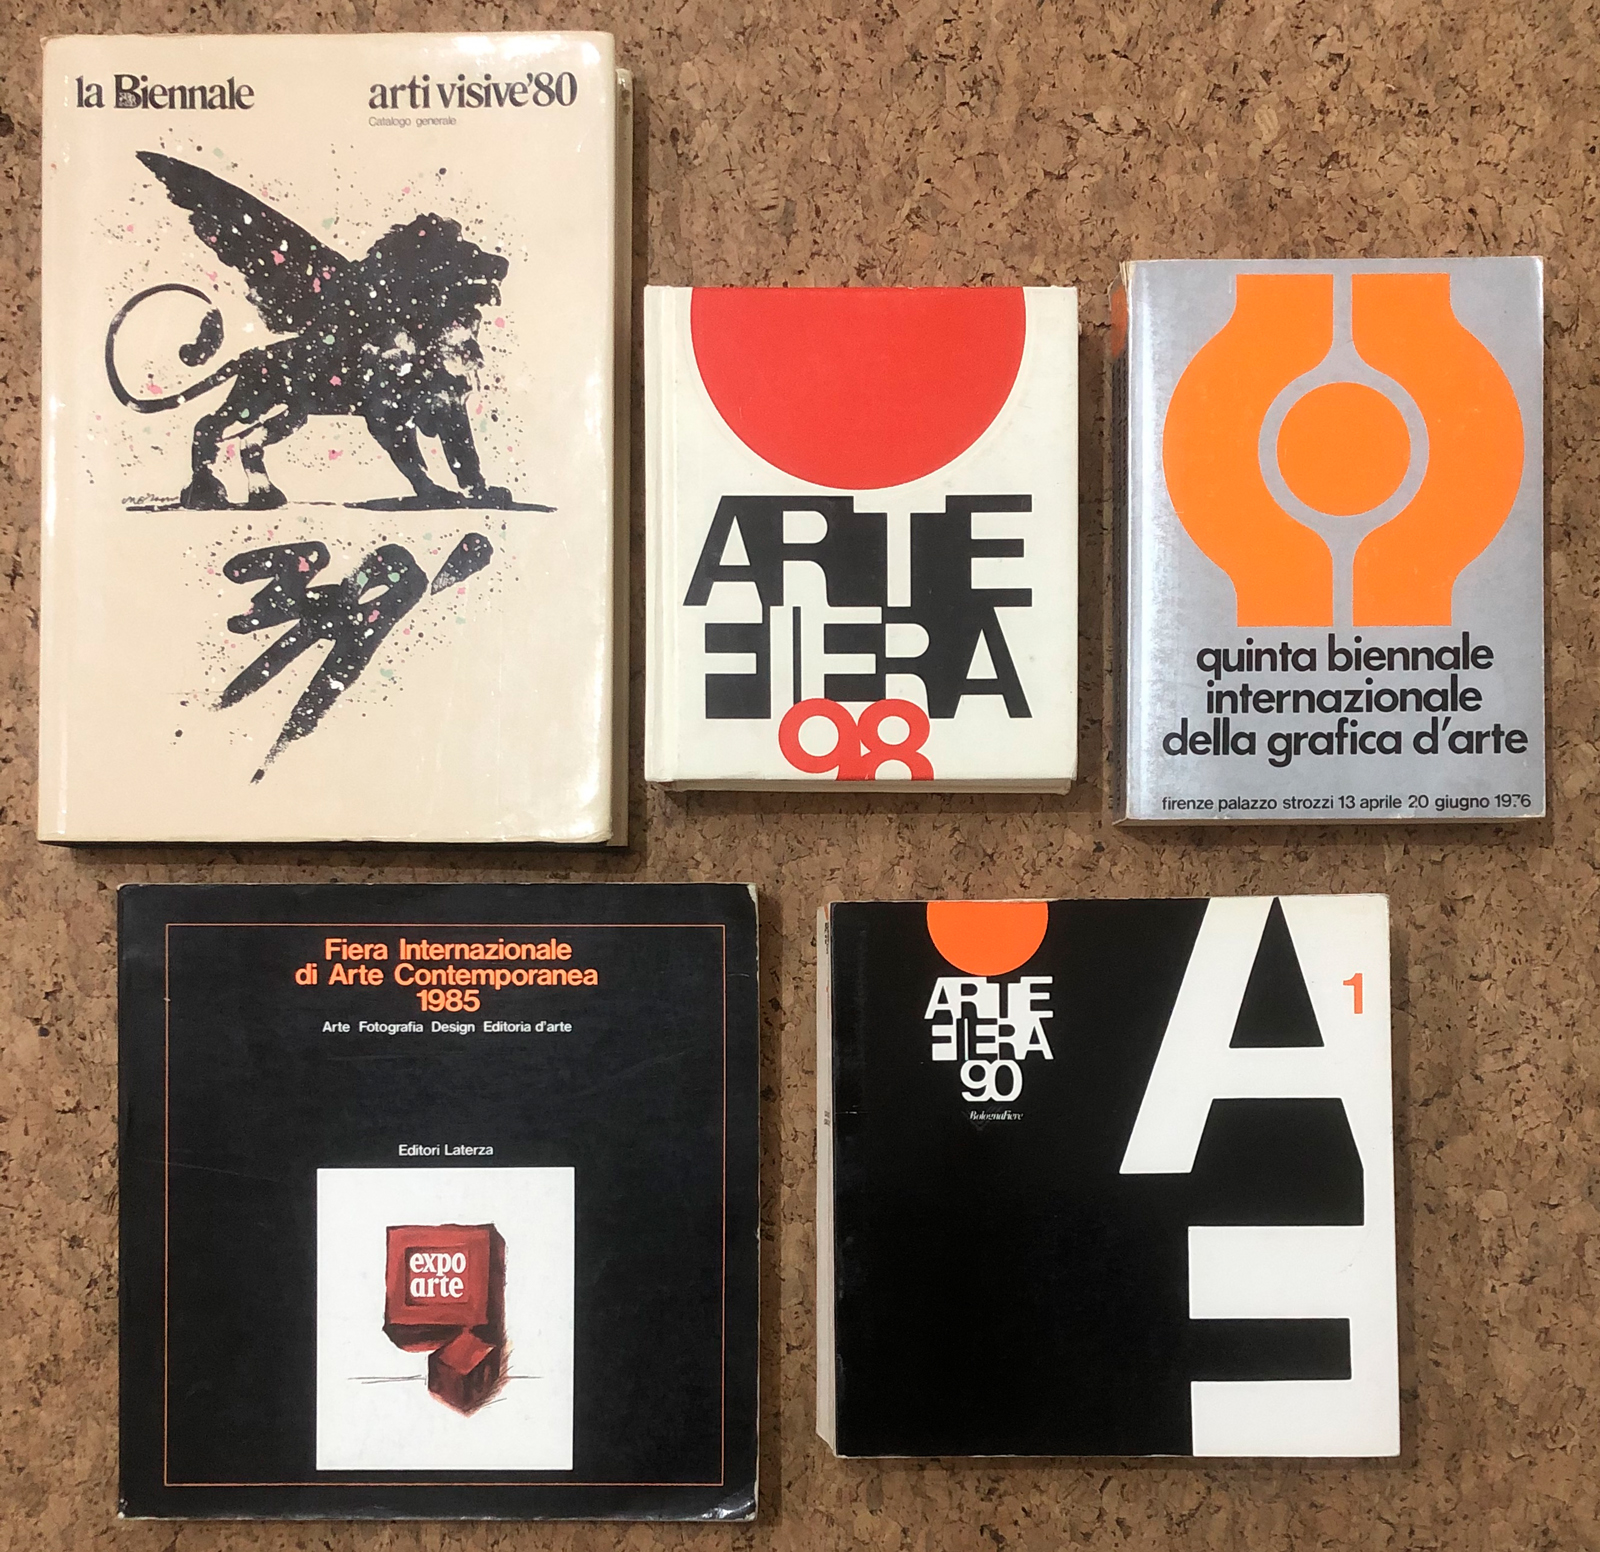 la Biennale
arti visive'80
Catalogo generale
ARTE
FIERA
98
quinta biennale
internazionale
della grafica d'arte
firenze palazzo strozzi 13 aprile 20 giugno 1976
Fiera Internazionale
di Arte Contemporanea
1985
Arte Fotografia Design Editoria d'arte
Editori Laterza
expo
arte
ARTE
FIERA
90
BolognaFiere
A
E
1